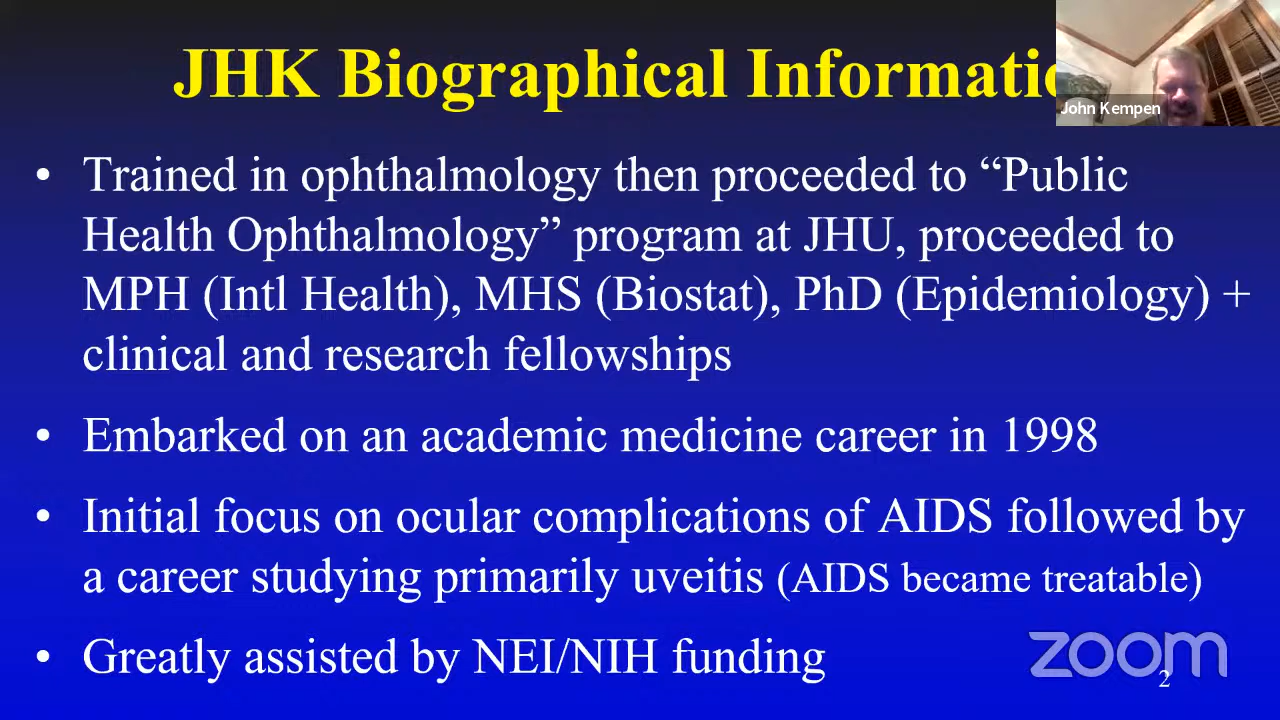 JHK Biographical Informatio
John Kempen
• Trained in ophthalmology then proceeded to “Public
Health Ophthalmology” program at JHU, proceeded to
MPH (Intl Health), MHS (Biostat), PhD (Epidemiology) +
clinical and research fellowships
• Embarked on an academic medicine career in 1998
• Initial focus on ocular complications of AIDS followed by
a career studying primarily uveitis (AIDS became treatable)
• Greatly assisted by NEI/NIH funding
zoom
2